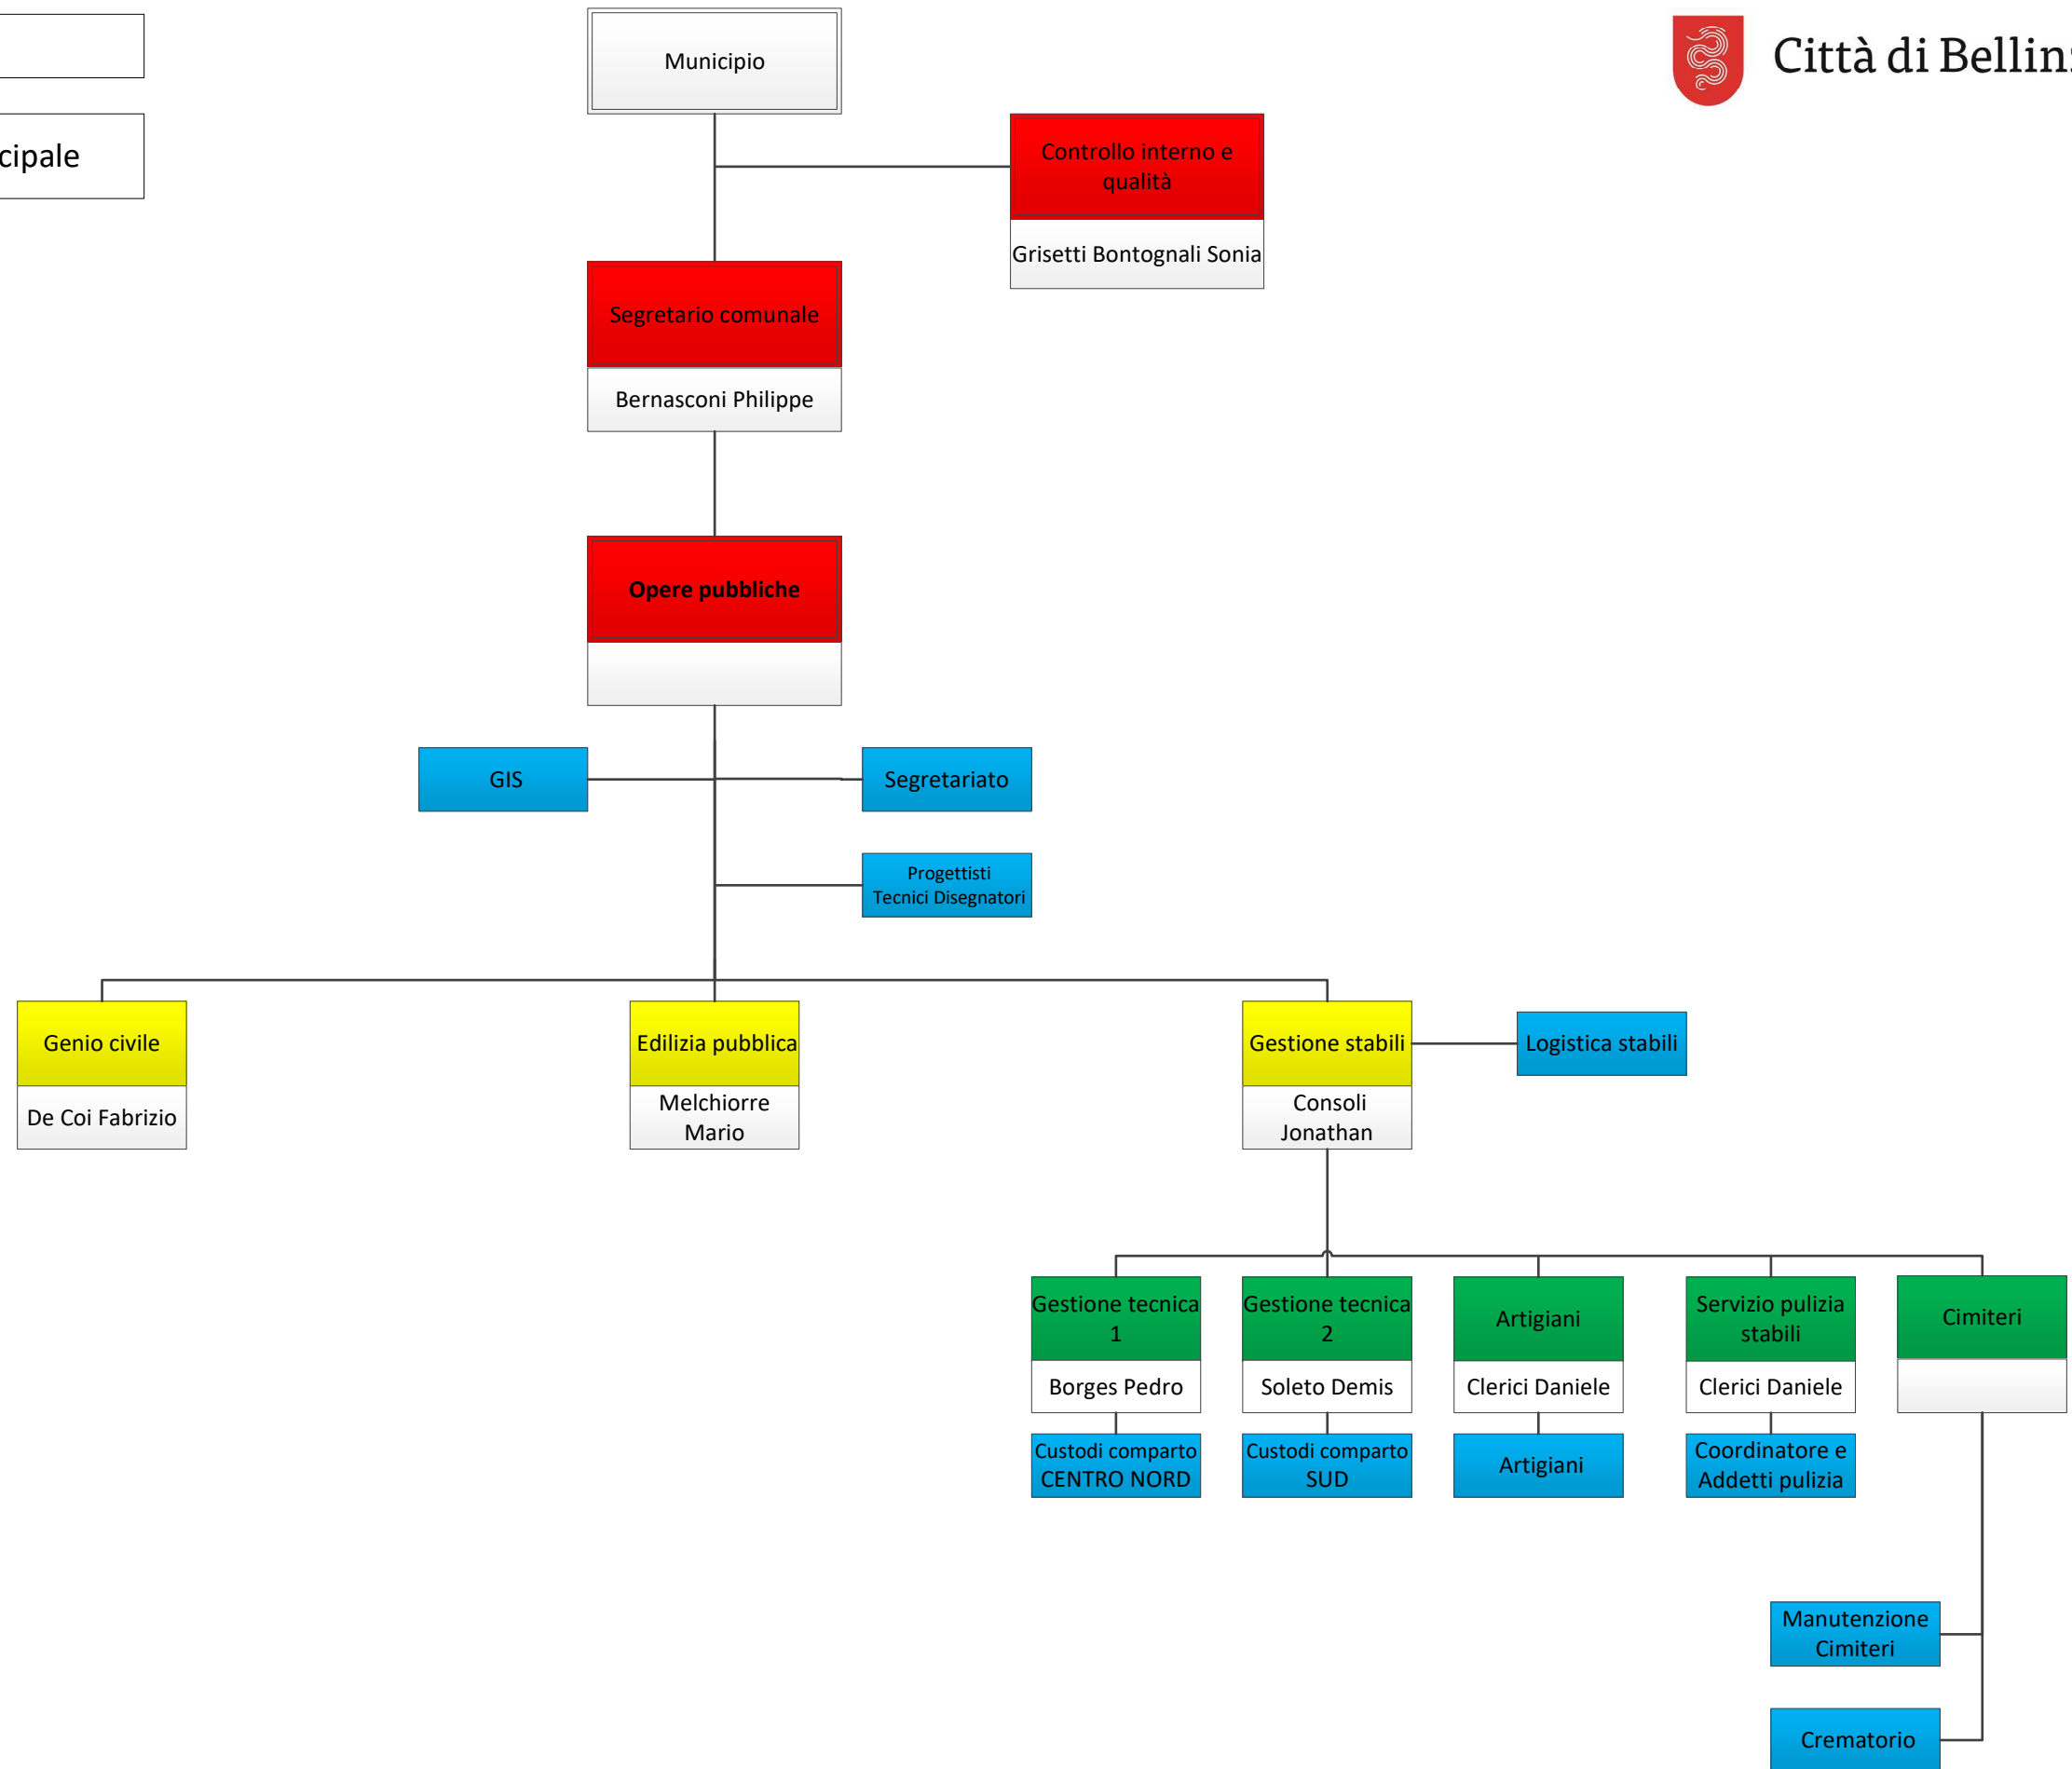 Municipio
Città di Bellin
cipale
Controllo interno e
qualità
Grisetti Bontognali Sonia
Segretario comunale
Bernasconi Philippe
Opere pubbliche
GIS
Segretariato
Progettisti
Tecnici Disegnatori
Genio civile
De Coi Fabrizio
Edilizia pubblica
Melchiorre
Mario
Gestione stabili
Consoli
Jonathan
Logistica stabili
Gestione tecnica
1
Borges Pedro
Custodi comparto
CENTRO NORD
Gestione tecnica
2
Soleto Demis
Custodi comparto
SUD
Artigiani
Clerici Daniele
Artigiani
Servizio pulizia
stabili
Clerici Daniele
Coordinatore e
Addetti pulizia
Cimiteri
Manutenzione
Cimiteri
Crematorio